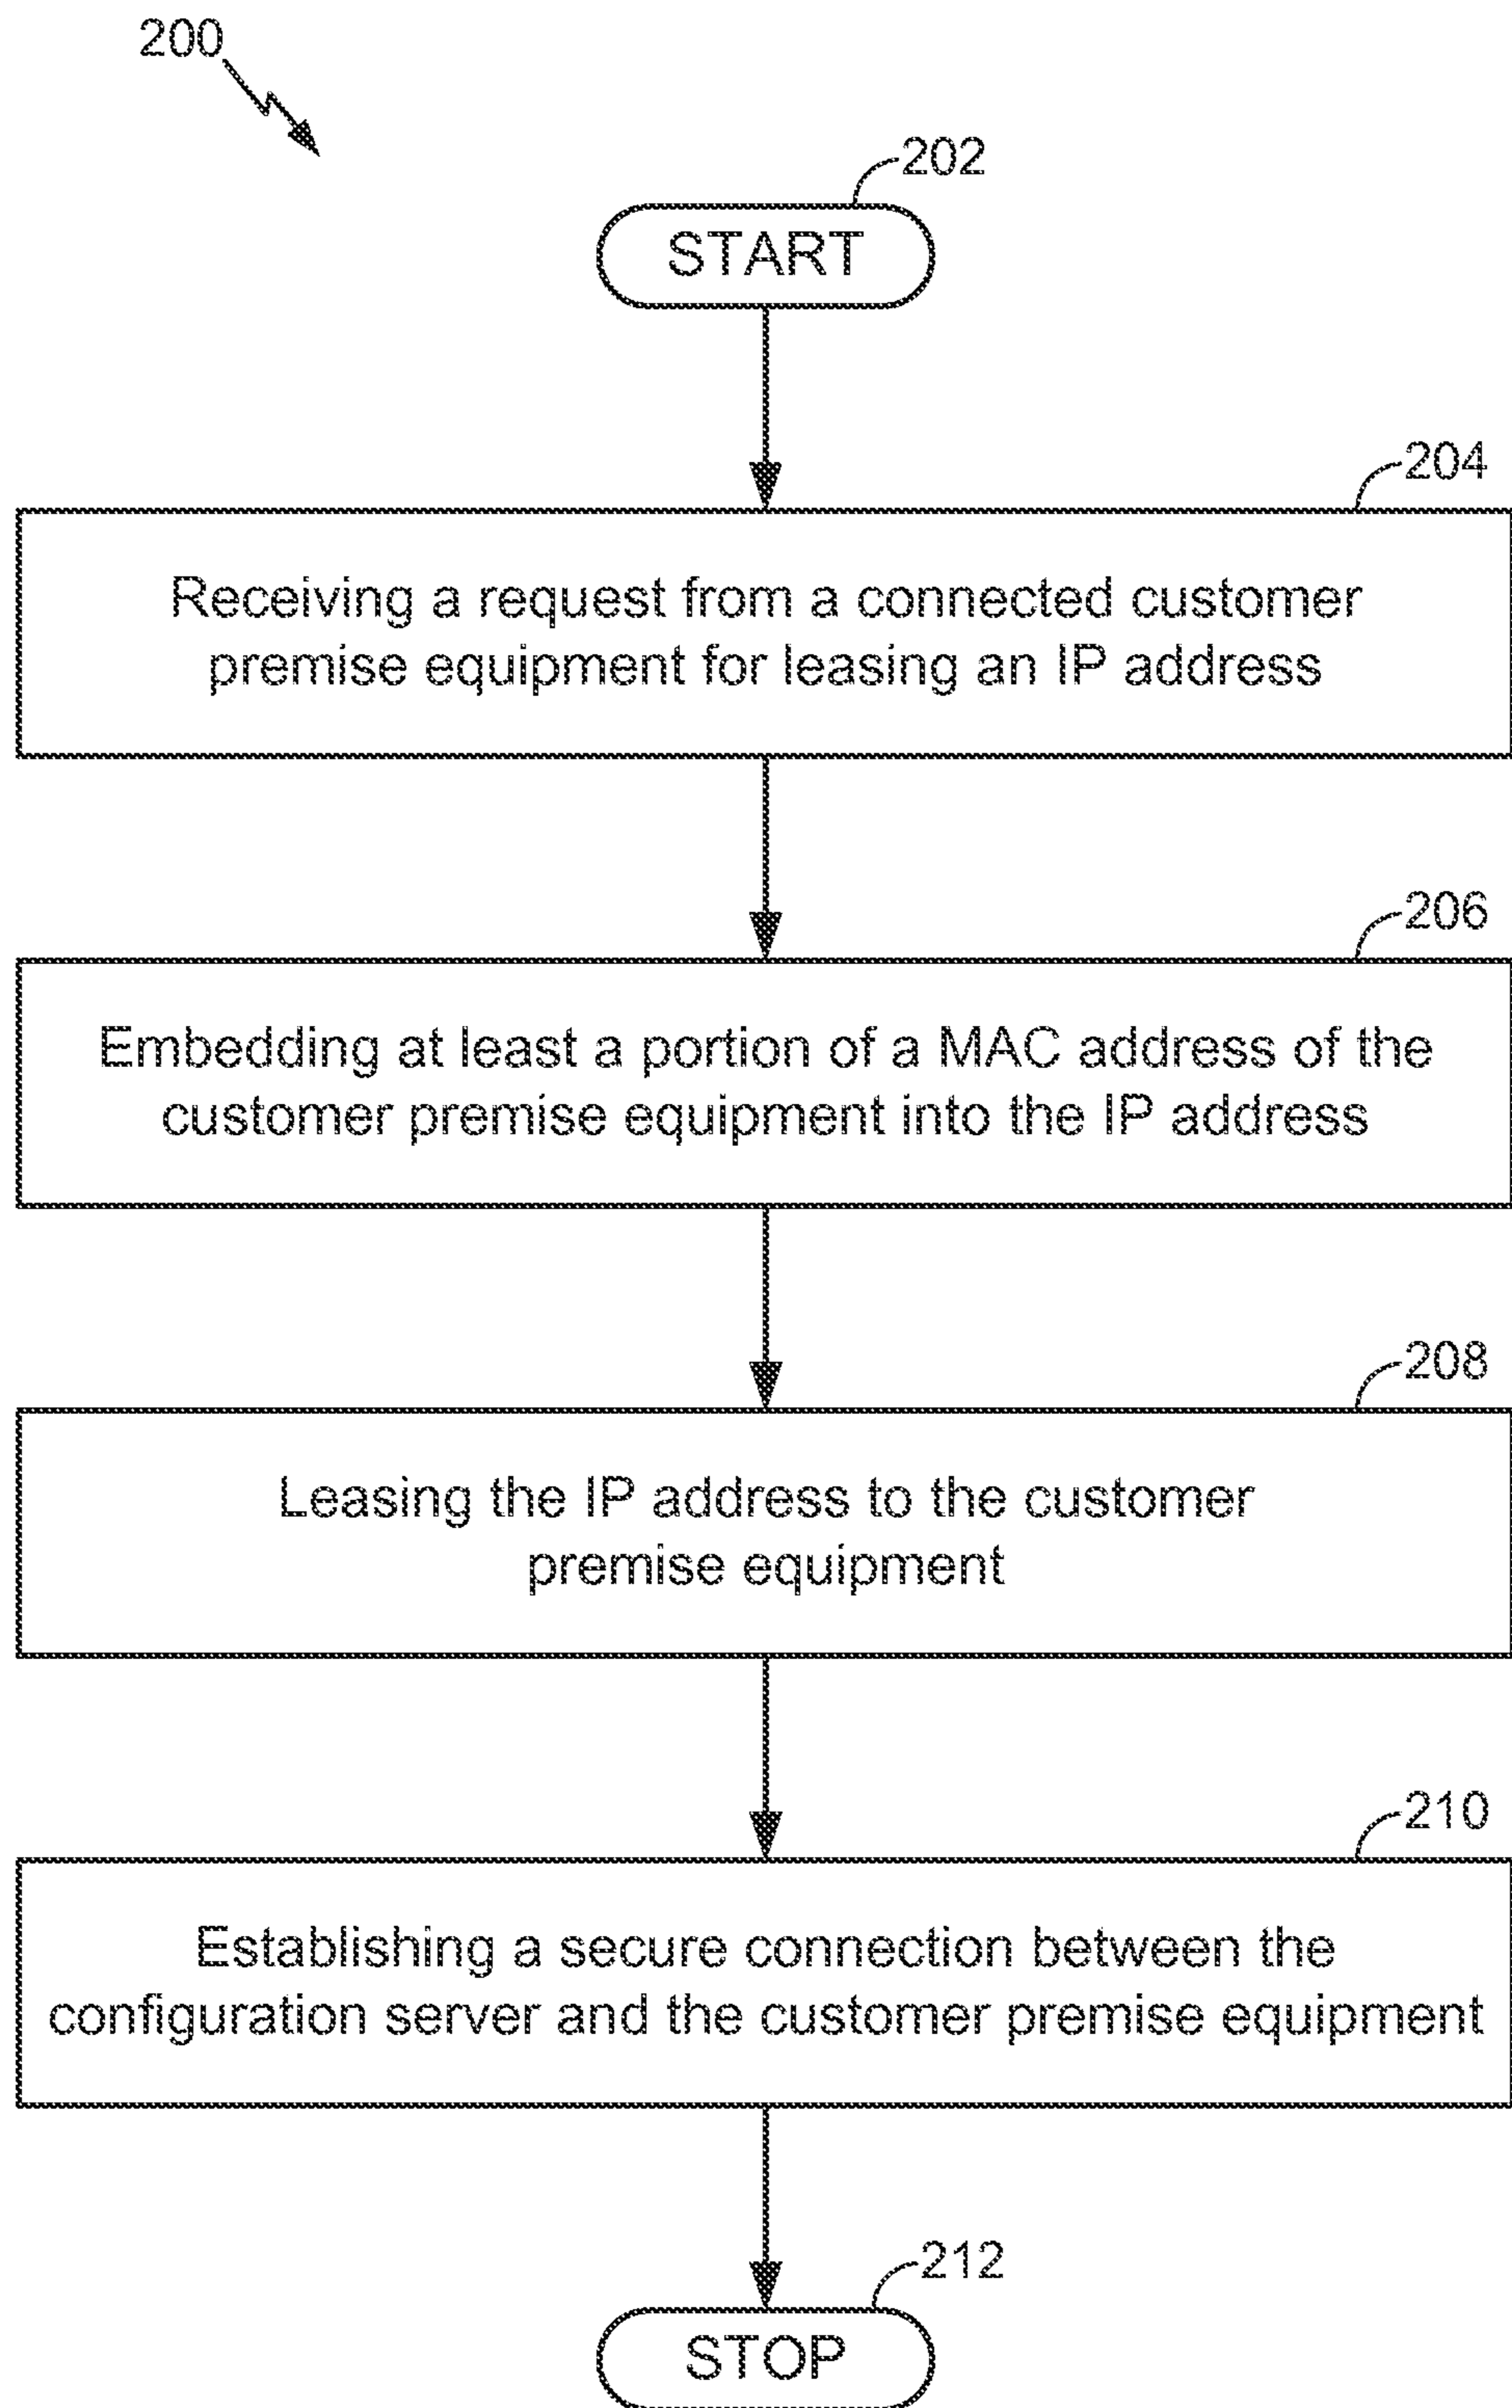 200
202
START
204
Receiving a request from a connected customer
premise equipment for leasing an IP address
206
Embedding at least a portion of a MAC address of the
customer premise equipment into the IP address
208
Leasing the IP address to the customer
premise equipment
210
Establishing a secure connection between the
configuration server and the customer premise equipment
212
STOP